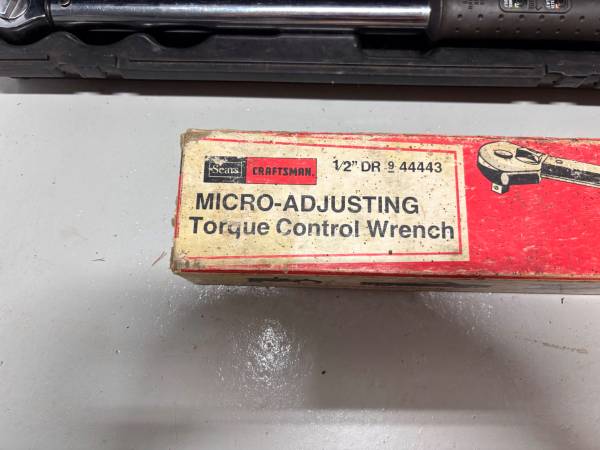 Sears CRAFTSMAN. 1/2" DR 9 44443
MICRO-ADJUSTING
Torque Control Wrench